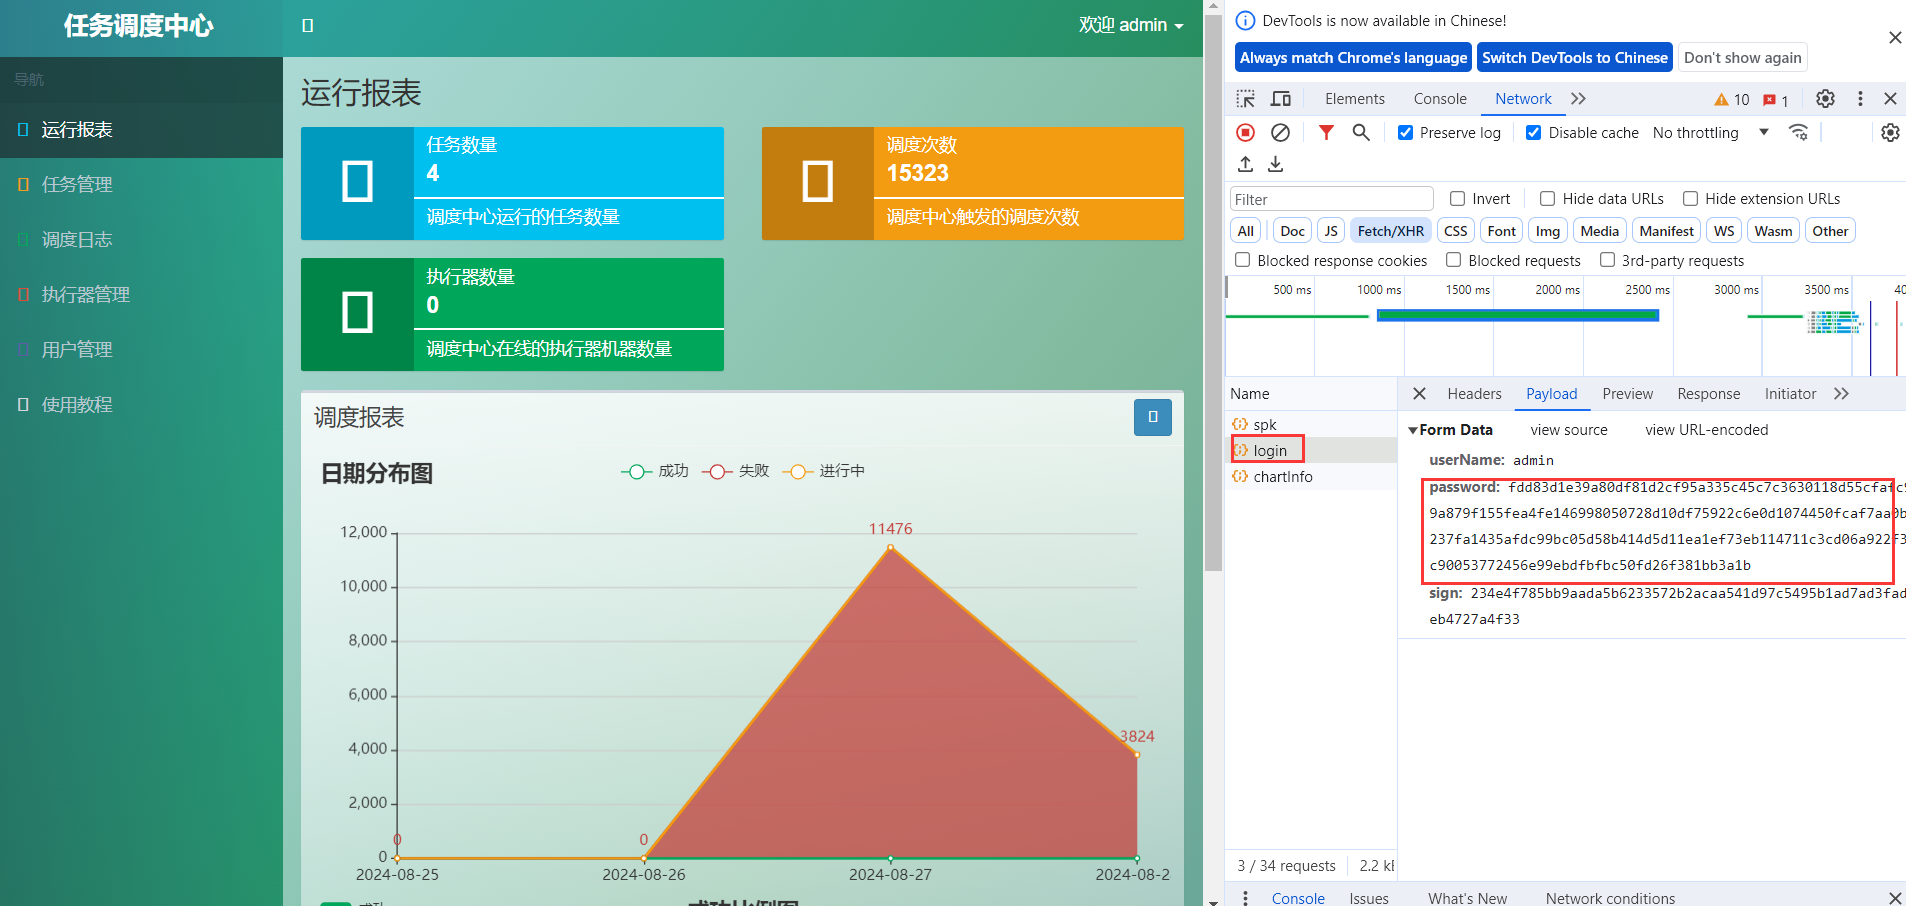 任务调度中心
欢迎 admin
导航
运行报表
任务管理
调度日志
执行器管理
用户管理
使用教程
运行报表
任务数量
4
调度中心运行的任务数量
调度次数
15323
调度中心触发的调度次数
执行器数量
0
调度中心在线的执行器机器数量
调度报表
日期分布图
成功 失败 进行中
12,000
10,000
8,000
6,000
4,000
2,000
0
0
0
11476
3824
2024-08-25
2024-08-26
2024-08-27
2024-08-2
成功比例图
DevTools is now available in Chinese!
Always match Chrome's language
Switch DevTools to Chinese
Don't show again
Elements Console Network 10 1
Preserve log Disable cache No throttling
Filter
Invert Hide data URLs Hide extension URLs
All Doc JS Fetch/XHR CSS Font Img Media Manifest WS Wasm Other
Blocked response cookies Blocked requests 3rd-party requests
500 ms 1000 ms 1500 ms 2000 ms 2500 ms 3000 ms 3500 ms 40
Name
spk
login
chartInfo
Headers Payload Preview Response Initiator
Form Data view source view URL-encoded
userName: admin
password: fdd83d1e39a80df81d2cf95a335c45c7c3630118d55cfafc9
9a879f155fea4fe146998050728d10df75922c6e0d1074450fcaf7aa0b
237fa1435afdc99bc05d58b414d5d11ea1ef73eb114711c3cd06a922f3
c90053772456e99ebdfbfbc50fd26f381bb3a1b
sign: 234e4f785bb9aada5b6233572b2acaa541d97c5495b1ad7ad3fad
eb4727a4f33
3 / 34 requests 2.2 kB
Console Issues What's New Network conditions